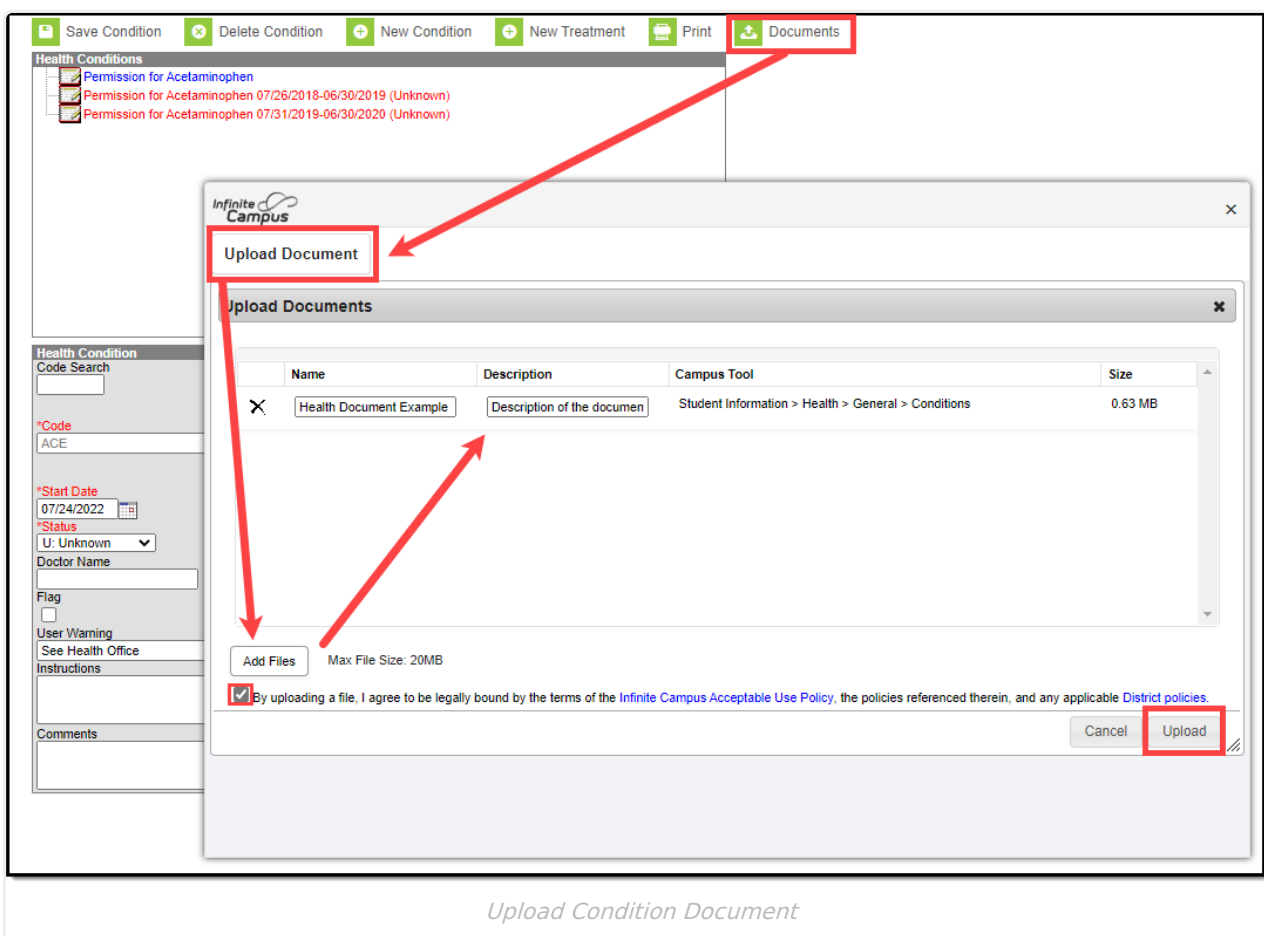 Save Condition Delete Condition New Condition New Treatment Print Documents
Health Conditions
Permission for Acetaminophen
Permission for Acetaminophen 07/26/2018-06/30/2019 (Unknown)
Permission for Acetaminophen 07/31/2019-06/30/2020 (Unknown)
Infinite
Campus
Upload Document
Upload Documents
Name Description Campus Tool Size
Health Document Example Description of the documen Student Information > Health > General > Conditions 0.63 MB
Add Files Max File Size: 20MB
By uploading a file, I agree to be legally bound by the terms of the Infinite Campus Acceptable Use Policy, the policies referenced therein, and any applicable District policies.
Cancel Upload
Health Condition
Code Search
*Code
ACE
*Start Date
07/24/2022
*Status
U: Unknown
Doctor Name
Flag
User Warning
See Health Office
Instructions
Comments
Upload Condition Document